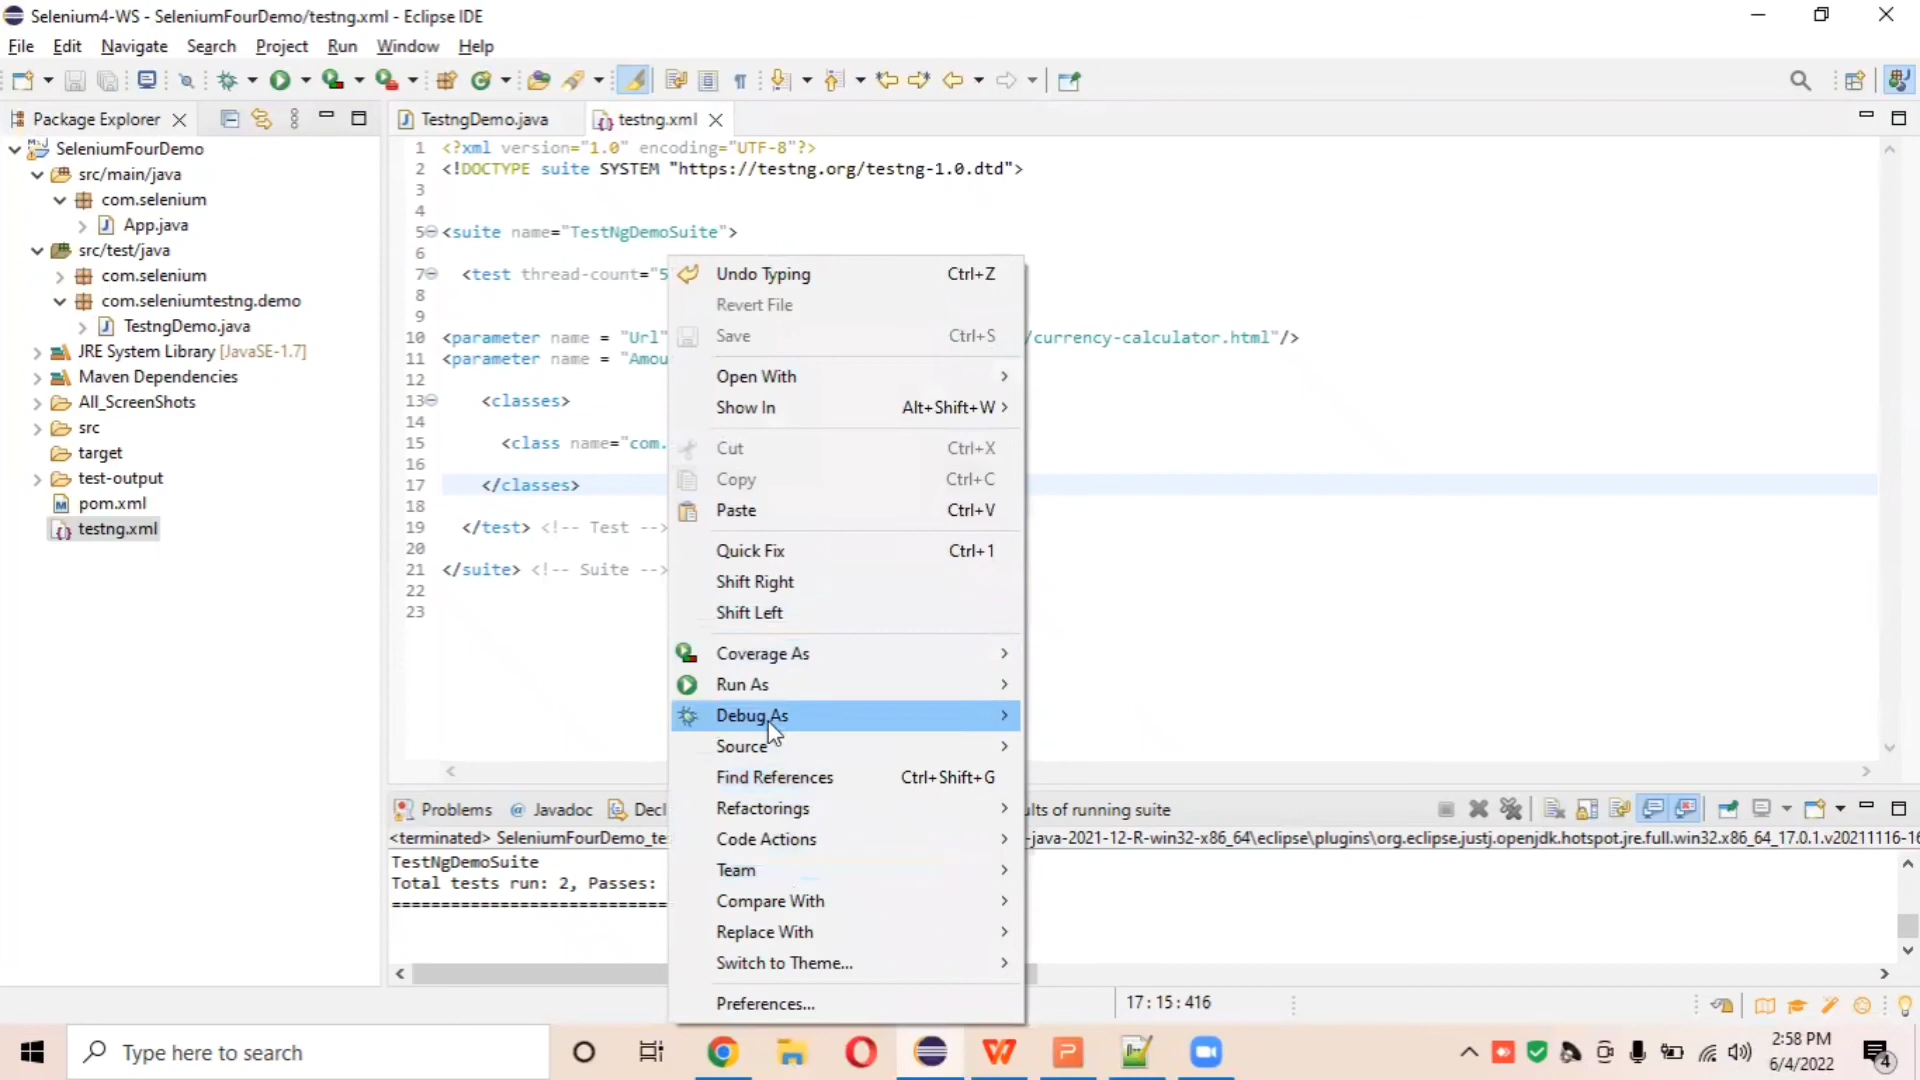 Selenium4-WS - SeleniumFourDemo/testng.xml - Eclipse IDE
File Edit Navigate Search Project Run Window Help
Package Explorer
SeleniumFourDemo
src/main/java
com.selenium
App.java
src/test/java
com.selenium
com.seleniumtestng.demo
TestngDemo.java
JRE System Library [JavaSE-1.7]
Maven Dependencies
All_ScreenShots
src
target
test-output
pom.xml
testng.xml
TestngDemo.java testng.xml
1 <?xml version="1.0" encoding="UTF-8"?>
2 <!DOCTYPE suite SYSTEM "https://testng.org/testng-1.0.dtd">
3
4
5 <suite name="TestNgDemoSuite">
6
7 <test thread-count="5
8
9
10 <parameter name = "Url" /currency-calculator.html"/>
11 <parameter name = "Amou
12
13 <classes>
14
15 <class name="com.
16
17 </classes>
18
19 </test> <!-- Test -->
20
21 </suite> <!-- Suite -->
22
23
Undo Typing Ctrl+Z
Revert File
Save Ctrl+S
Open With
Show In Alt+Shift+W
Cut Ctrl+X
Copy Ctrl+C
Paste Ctrl+V
Quick Fix Ctrl+1
Shift Right
Shift Left
Coverage As
Run As
Debug As
Source
Find References Ctrl+Shift+G
Refactorings
Code Actions
Team
Compare With
Replace With
Switch to Theme...
Preferences...
Problems @ Javadoc Decl ults of running suite
<terminated> SeleniumFourDemo_te -java-2021-12-R-win32-x86_64\eclipse\plugins\org.eclipse.justj.openjdk.hotspot.jre.full.win32.x86_64_17.0.1.v20211116-16
TestNgDemoSuite
Total tests run: 2, Passes:
===========================
17 : 15 : 416
Type here to search
2:58 PM
6/4/2022
4